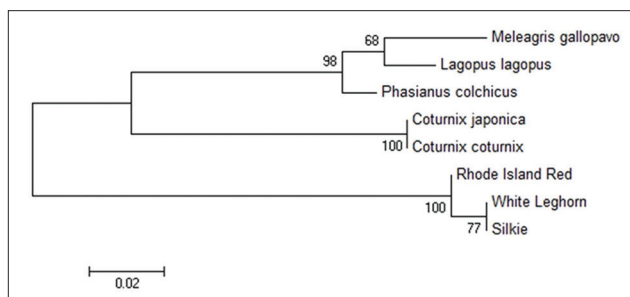 68
Meleagris gallopavo
98
Lagopus lagopus
Phasianus colchicus
Coturnix japonica
100
Coturnix coturnix
Rhode Island Red
100
White Leghorn
77
Silkie
0.02